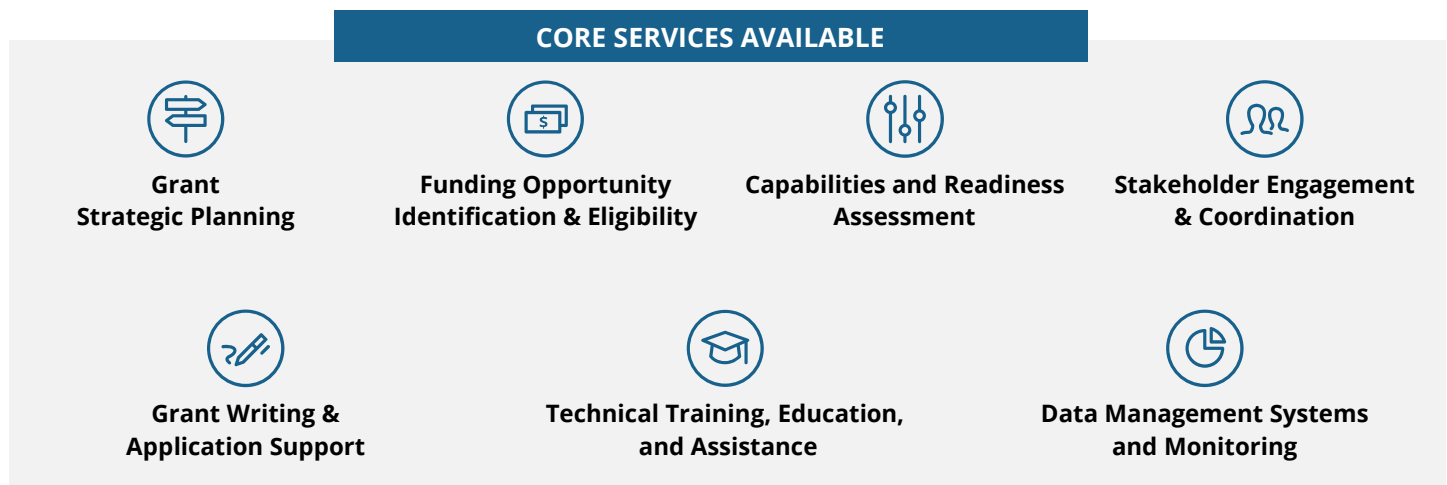 CORE SERVICES AVAILABLE
$
Grant
Strategic Planning
Funding Opportunity
Identification & Eligibility
Capabilities and Readiness
Assessment
Stakeholder Engagement
& Coordination
Grant Writing &
Application Support
Technical Training, Education,
and Assistance
Data Management Systems
and Monitoring